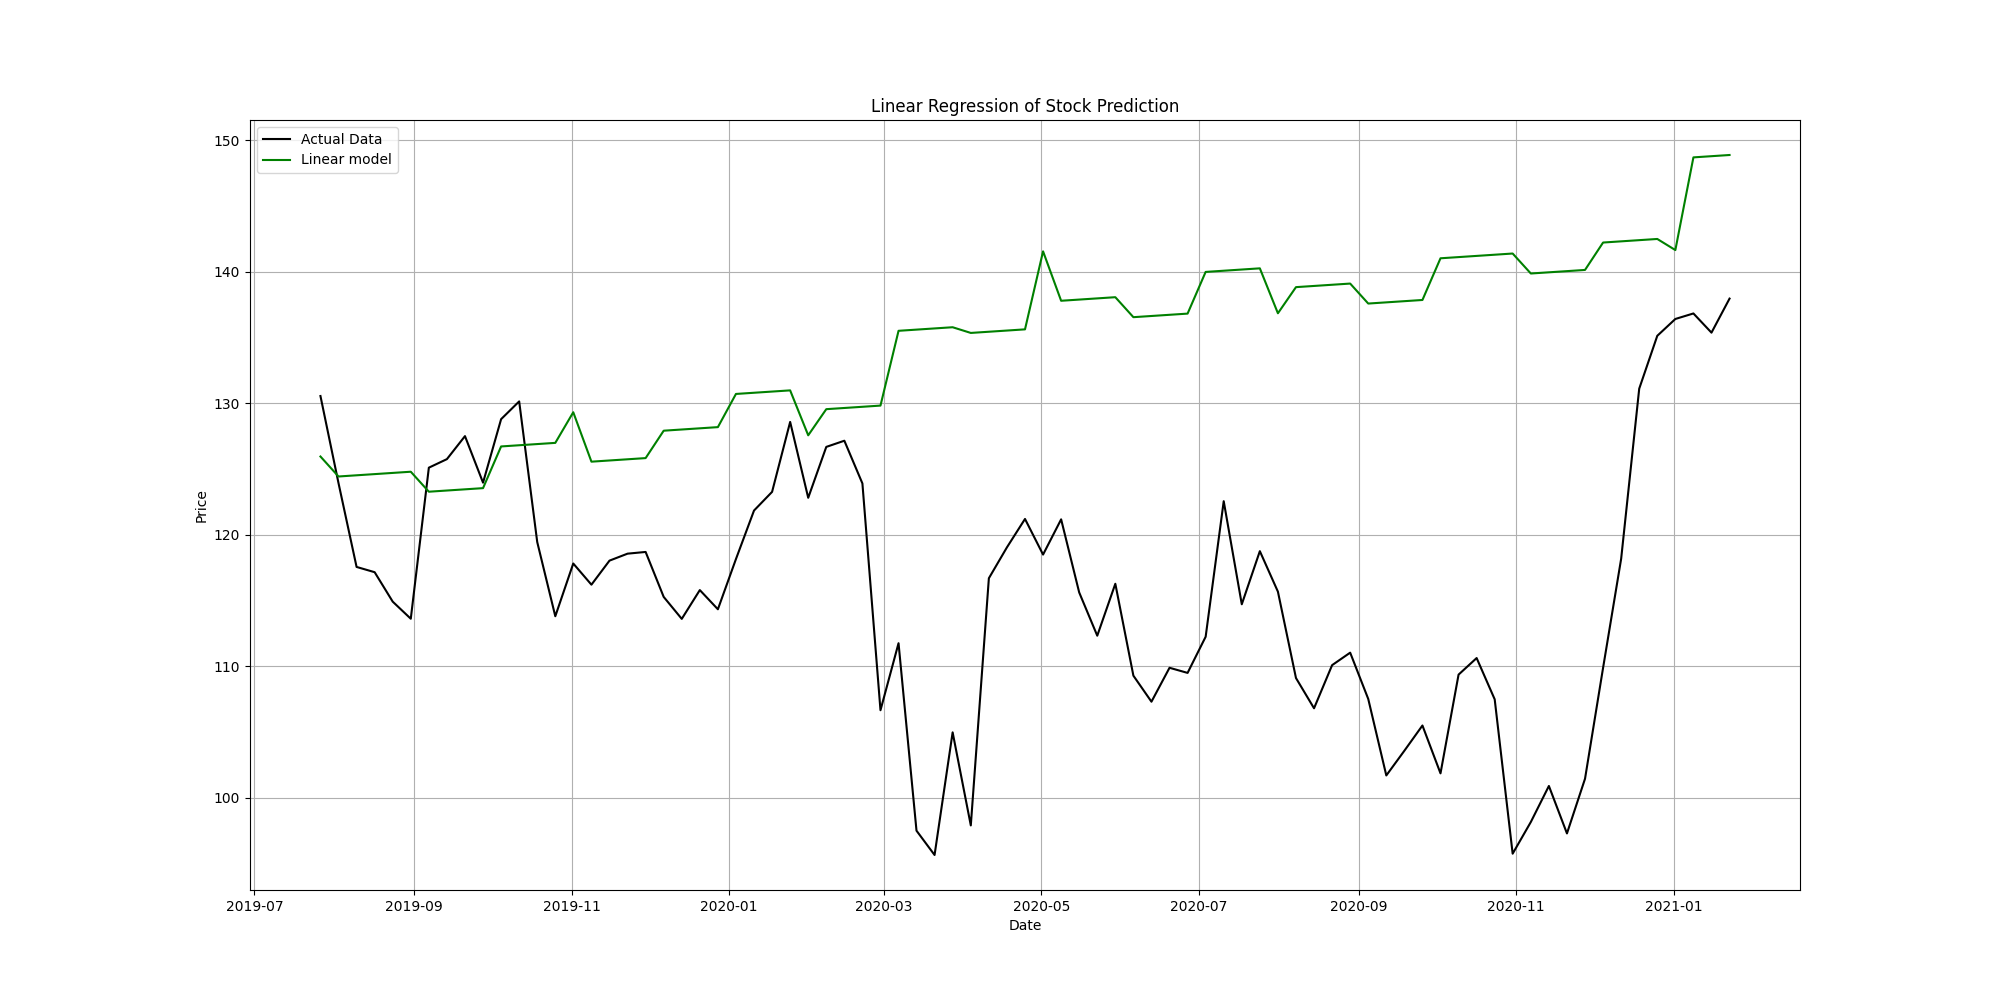 Linear Regression of Stock Prediction
Actual Data
Linear model
150
140
130
120
110
100
Price
2019-07 2019-09 2019-11 2020-01 2020-03 2020-05 2020-07 2020-09 2020-11 2021-01
Date